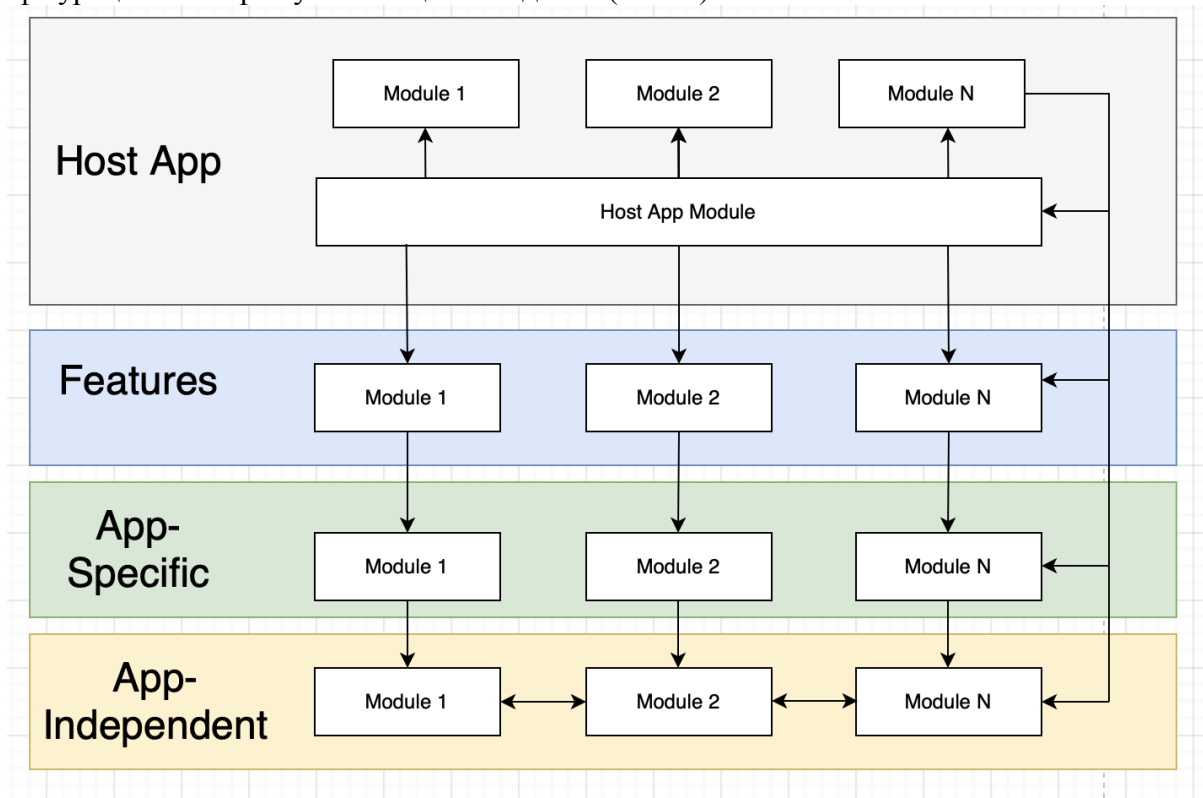 Module 1
Module 2
Module N
Host App
Host App Module
Features
Module 1
Module 2
Module N
App-
Specific
Module 1
Module 2
Module N
App-
Independent
Module 1
Module 2
Module N